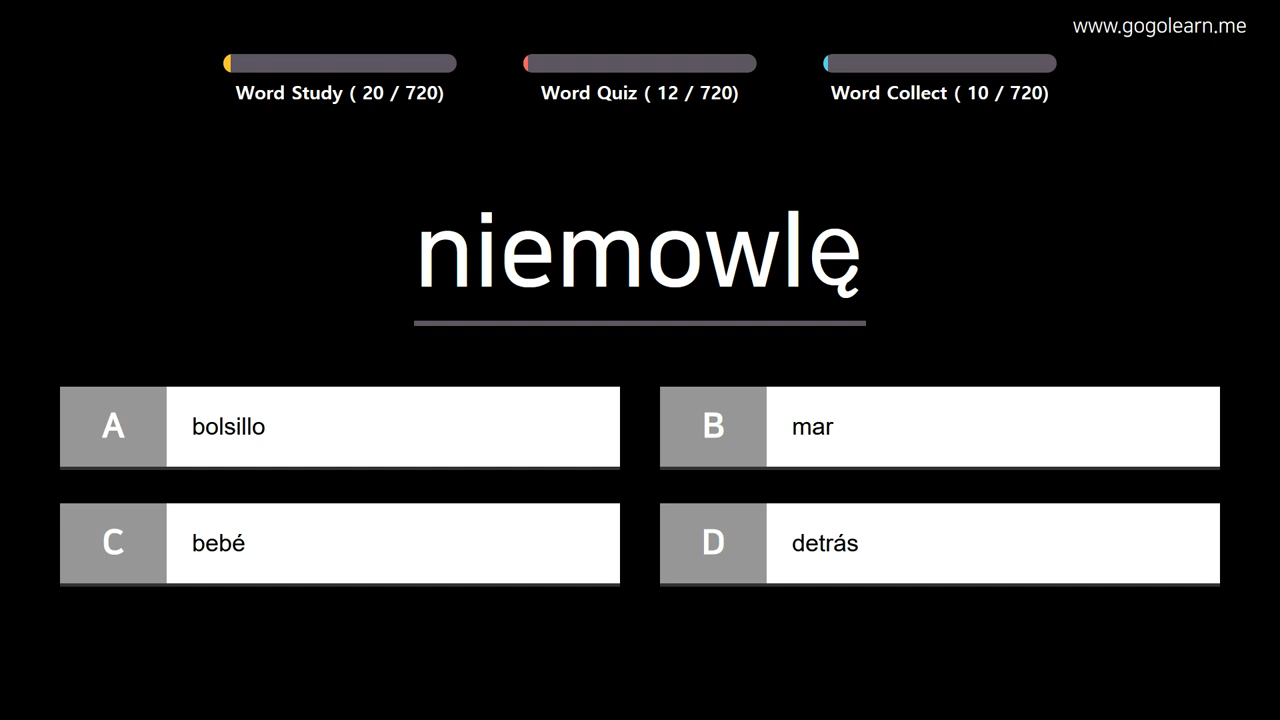 www.gogolearn.me
Word Study ( 20 / 720)
Word Quiz ( 12 / 720)
Word Collect ( 10 / 720)
niemowlę
A bolsillo
B mar
C bebé
D detrás